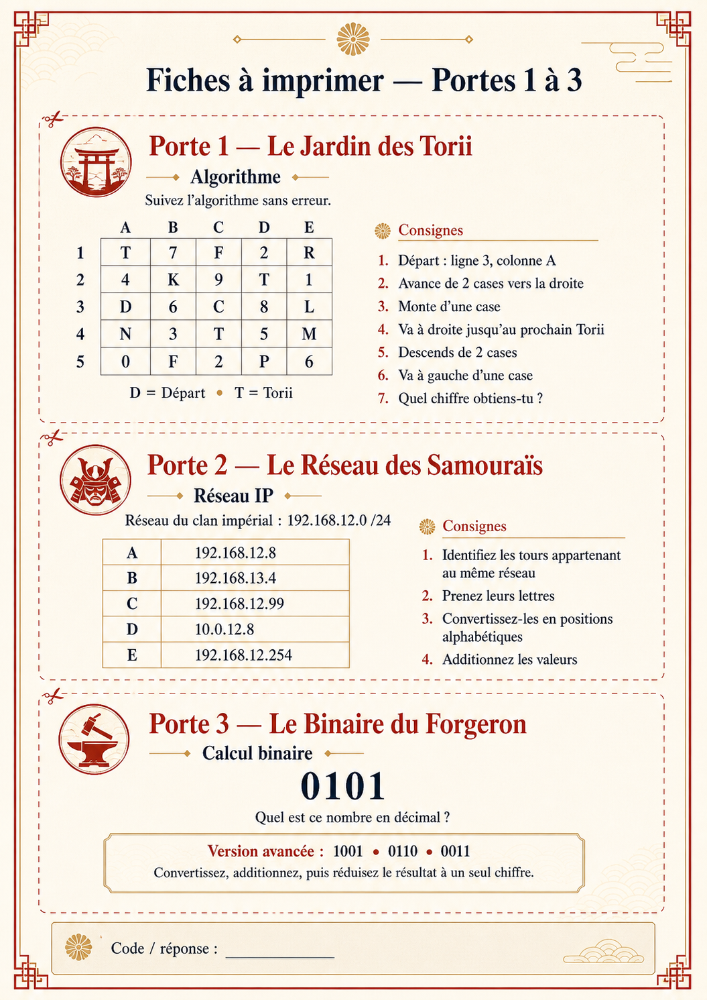 Fiches à imprimer — Portes 1 à 3
Porte 1 — Le Jardin des Torii
Algorithme
Suivez l'algorithme sans erreur.
A B C D E
1 T 7 F 2 R
2 4 K 9 T 1
3 D 6 C 8 L
4 N 3 T 5 M
5 0 F 2 P 6
D = Départ • T = Torii
Consignes
1. Départ : ligne 3, colonne A
2. Avance de 2 cases vers la droite
3. Monte d'une case
4. Va à droite jusqu'au prochain Torii
5. Descends de 2 cases
6. Va à gauche d'une case
7. Quel chiffre obtiens-tu ?
Porte 2 — Le Réseau des Samouraïs
Réseau IP
Réseau du clan impérial : 192.168.12.0 /24
A 192.168.12.8
B 192.168.13.4
C 192.168.12.99
D 10.0.12.8
E 192.168.12.254
Consignes
1. Identifiez les tours appartenant
au même réseau
2. Prenez leurs lettres
3. Convertissez-les en positions
alphabétiques
4. Additionnez les valeurs
Porte 3 — Le Binaire du Forgeron
Calcul binaire
0101
Quel est ce nombre en décimal ?
Version avancée : 1001 • 0110 • 0011
Convertissez, additionnez, puis réduisez le résultat à un seul chiffre.
Code / réponse :